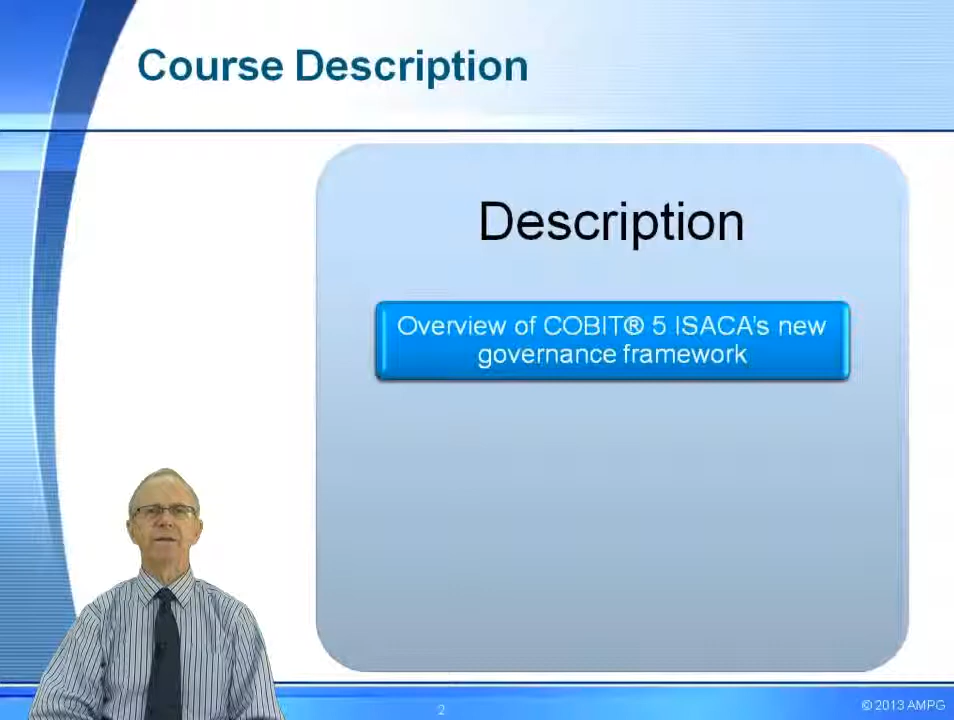 Course Description
Description
Overview of COBIT® 5 ISACA's new
governance framework
2
© 2013 AMPG